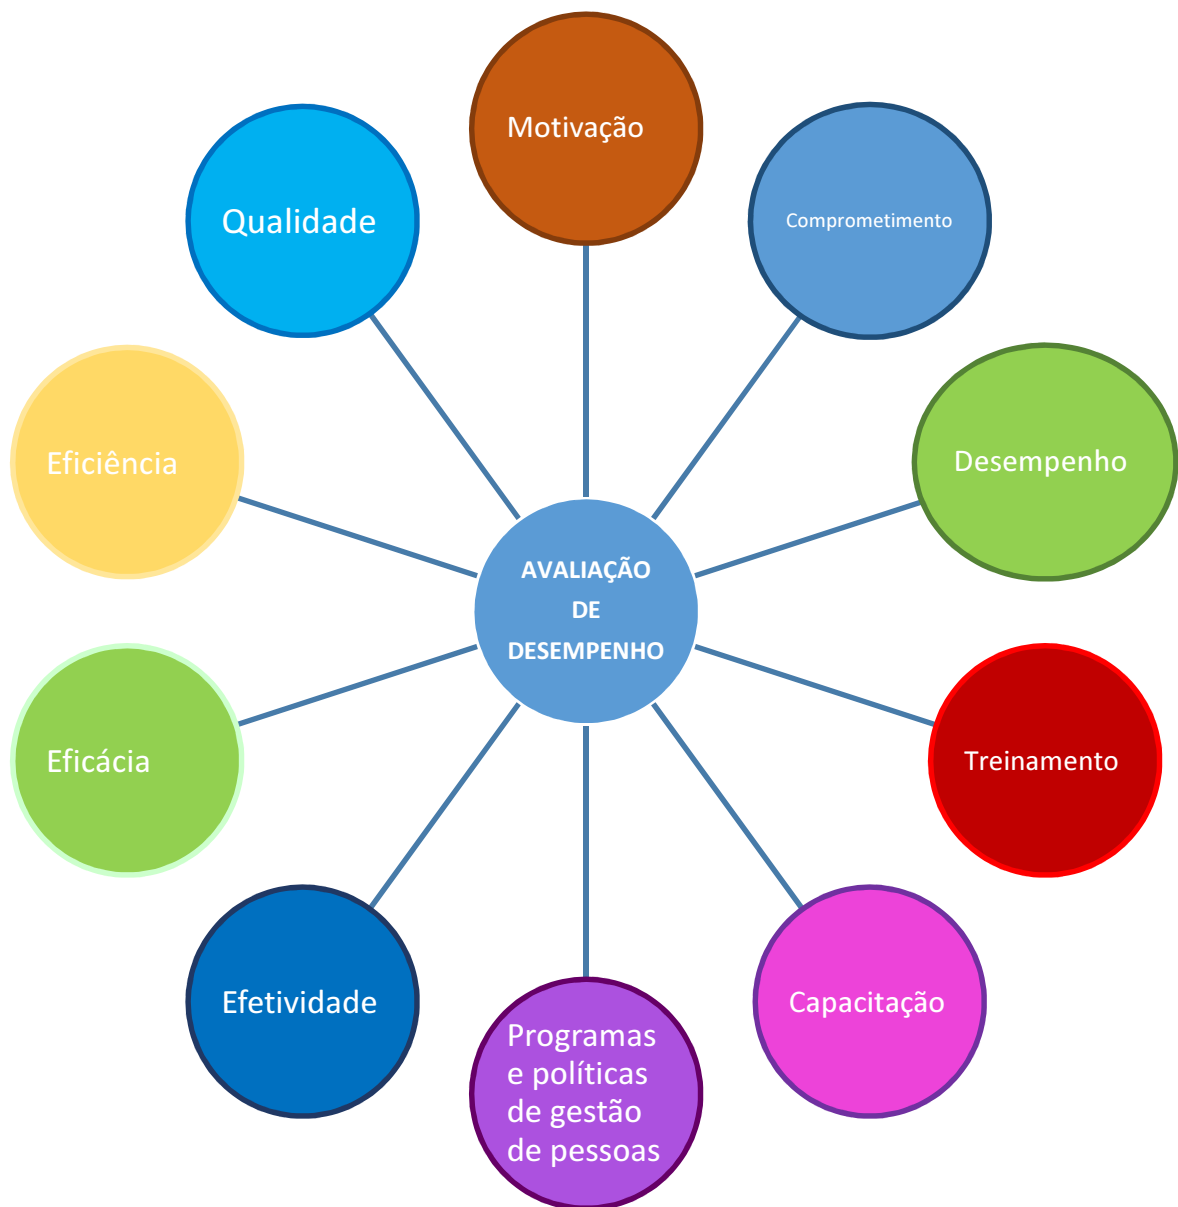 Motivação
Qualidade
Comprometimento
Eficiência
Desempenho
AVALIAÇÃO
DE
DESEMPENHO
Eficácia
Treinamento
Efetividade
Capacitação
Programas
e políticas
de gestão
de pessoas